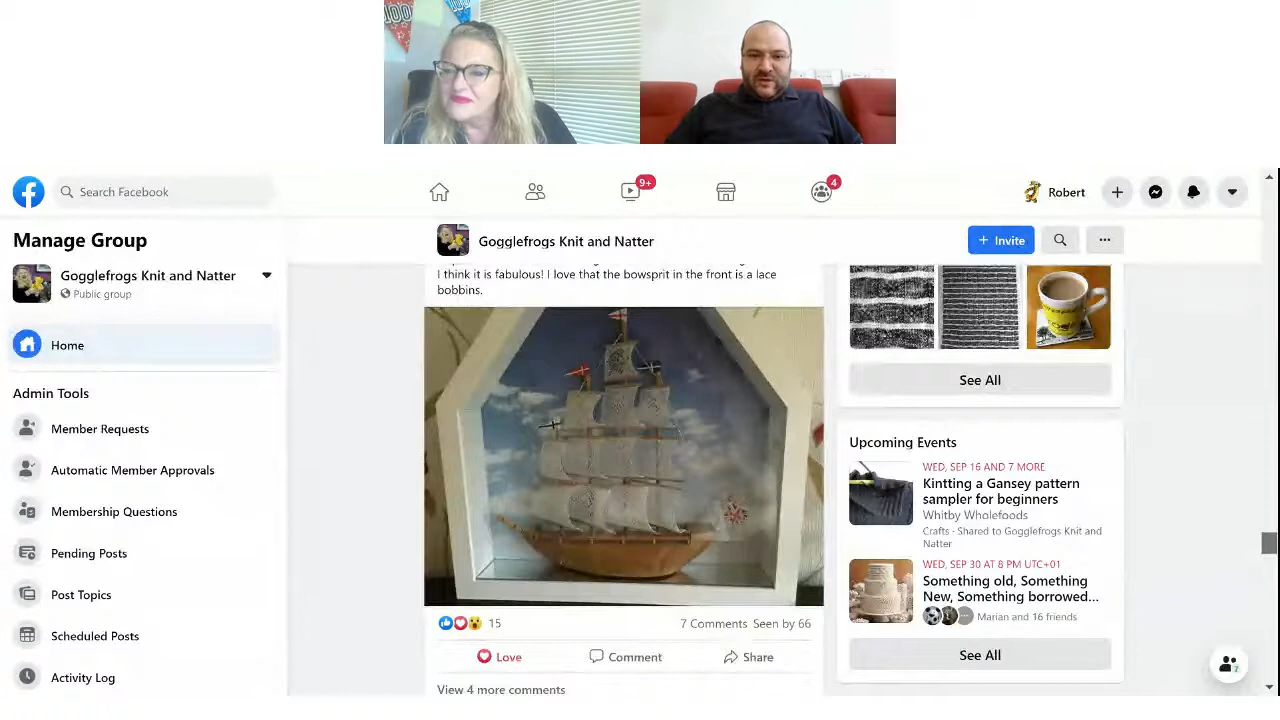 100
Search Facebook
9+
4
Robert
Manage Group
Gogglefrogs Knit and Natter
Public group
Home
Admin Tools
Member Requests
Automatic Member Approvals
Membership Questions
Pending Posts
Post Topics
Scheduled Posts
Activity Log
Gogglefrogs Knit and Natter
+ Invite
I think it is fabulous! I love that the bowsprit in the front is a lace
bobbins.
15
7 Comments Seen by 66
Love
Comment
Share
View 4 more comments
See All
Upcoming Events
WED, SEP 16 AND 7 MORE
Kintting a Gansey pattern
sampler for beginners
Whitby Wholefoods
Crafts · Shared to Gogglefrogs Knit and
Natter
WED, SEP 30 AT 8 PM UTC+01
Something old, Something
New, Something borrowed...
Marian and 16 friends
See All